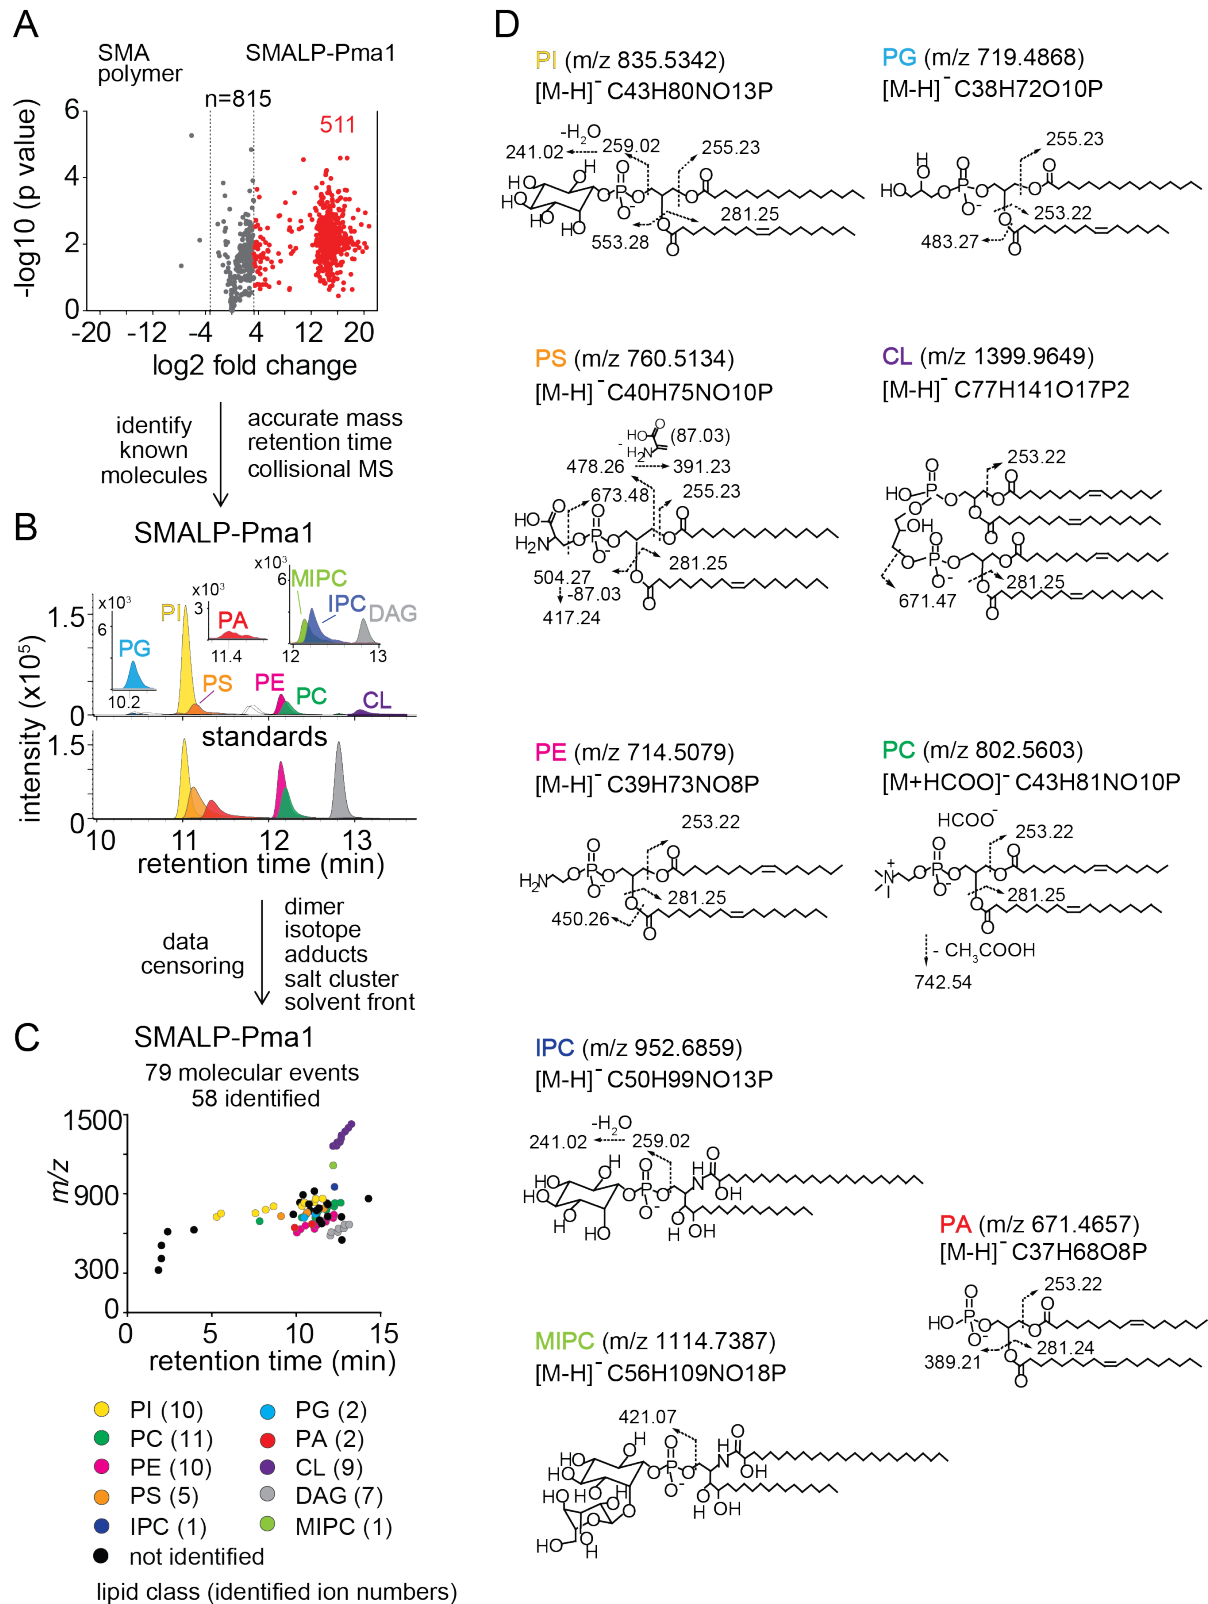 A
SMA
polymer
SMALP-Pma1
n=815
511
6
4
2
0
-log10 (p value)
-20 -12 -4 4 12 20
log2 fold change
identify
known
molecules
accurate mass
retention time
collisional MS
B
SMALP-Pma1
x10³
6
PG
10.2
PI
x10³
3
PA
11.4
x10³
6
MIPC
IPC
DAG
12 13
PS
PE
PC
CL
1.5
0
standards
1.5
0
intensity (x10⁵)
10 11 12 13
retention time (min)
data
censoring
dimer
isotope
adducts
salt cluster
solvent front
C
SMALP-Pma1
79 molecular events
58 identified
1500
900
300
0
m/z
0 5 10 15
retention time (min)
PI (10)
PG (2)
PC (11)
PA (2)
PE (10)
CL (9)
PS (5)
DAG (7)
IPC (1)
MIPC (1)
not identified
lipid class (identified ion numbers)
D
PI (m/z 835.5342)
[M-H]⁻ C43H80NO13P
-H₂O
241.02
259.02
255.23
281.25
553.28
PG (m/z 719.4868)
[M-H]⁻ C38H72O10P
255.23
253.22
483.27
PS (m/z 760.5134)
[M-H]⁻ C40H75NO10P
- (87.03)
478.26
391.23
673.48
255.23
281.25
504.27
-87.03
417.24
CL (m/z 1399.9649)
[M-H]⁻ C77H141O17P2
253.22
281.25
671.47
PE (m/z 714.5079)
[M-H]⁻ C39H73NO8P
253.22
281.25
450.26
PC (m/z 802.5603)
[M+HCOO]⁻ C43H81NO10P
HCOO⁻
253.22
281.25
- CH₃COOH
742.54
IPC (m/z 952.6859)
[M-H]⁻ C50H99NO13P
-H₂O
241.02
259.02
PA (m/z 671.4657)
[M-H]⁻ C37H68O8P
253.22
281.24
389.21
MIPC (m/z 1114.7387)
[M-H]⁻ C56H109NO18P
421.07